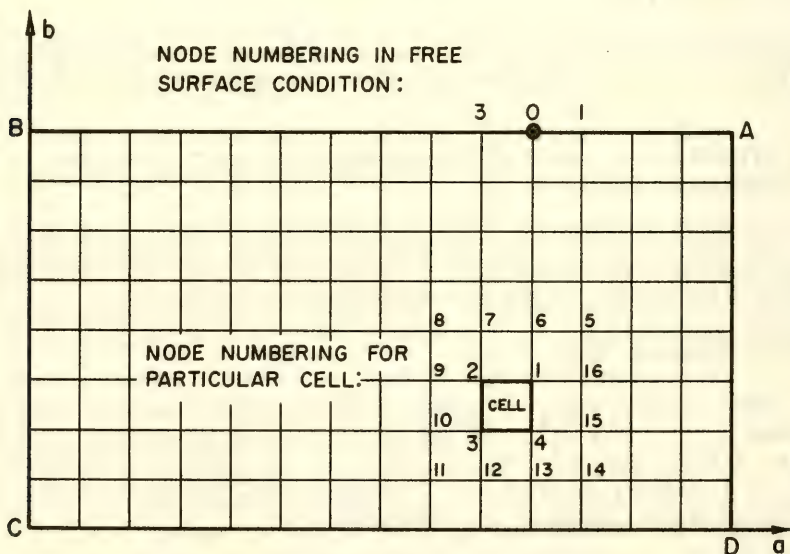 b
NODE NUMBERING IN FREE
SURFACE CONDITION:
3 0 1
B A
8 7 6 5
NODE NUMBERING FOR
PARTICULAR CELL:
9 2 1 16
CELL
10 15
3 4
11 12 13 14
C
D a